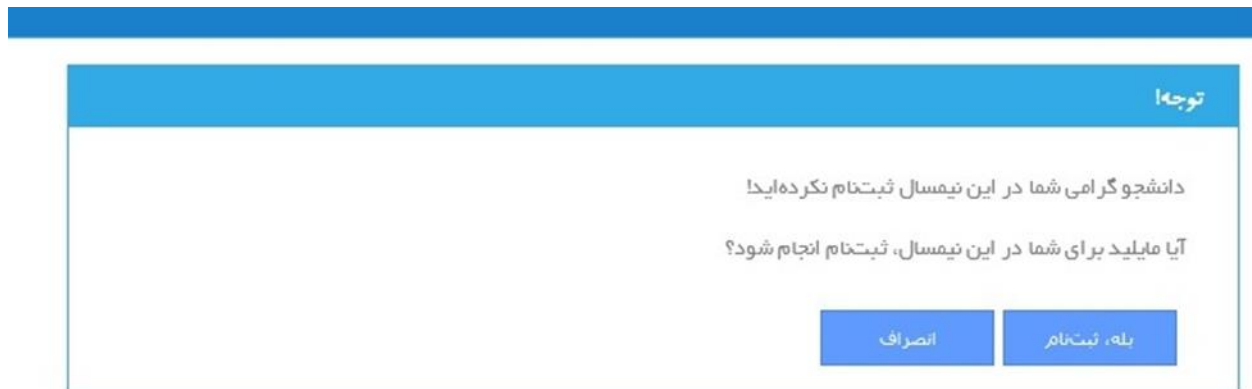 توجه!
دانشجو گرامی شما در این نیمسال ثبت‌نام نکرده‌اید!
آیا مایلید برای شما در این نیمسال، ثبت‌نام انجام شود؟
بله، ثبت‌نام
انصراف